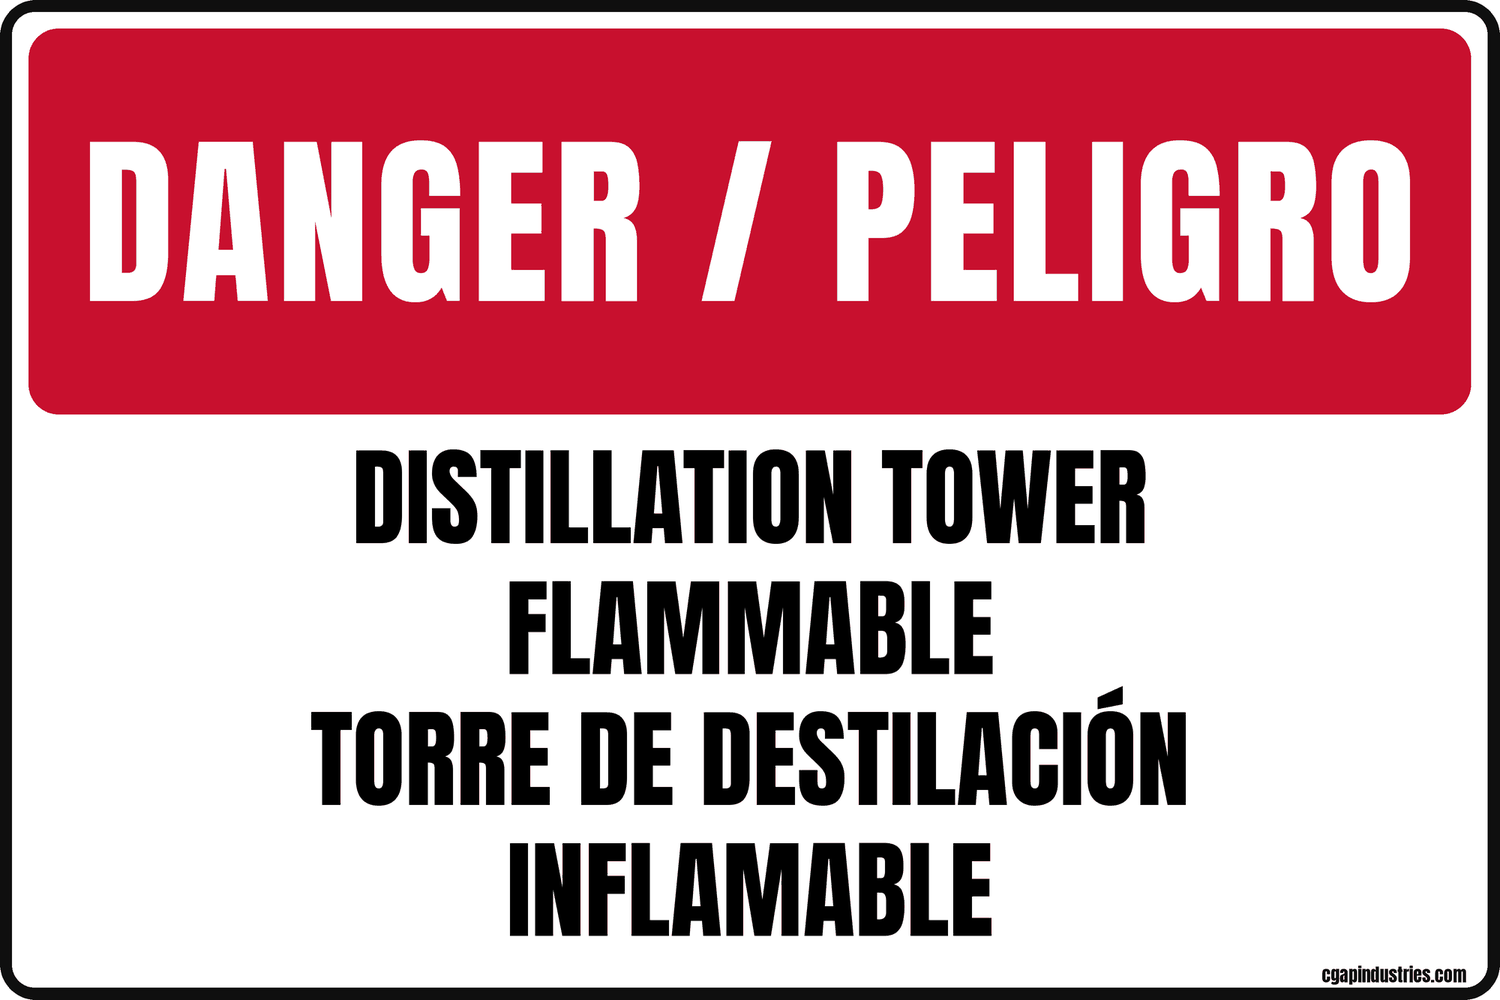 DANGER / PELIGRO
DISTILLATION TOWER
FLAMMABLE
TORRE DE DESTILACIÓN
INFLAMABLE
cgapindustries.com